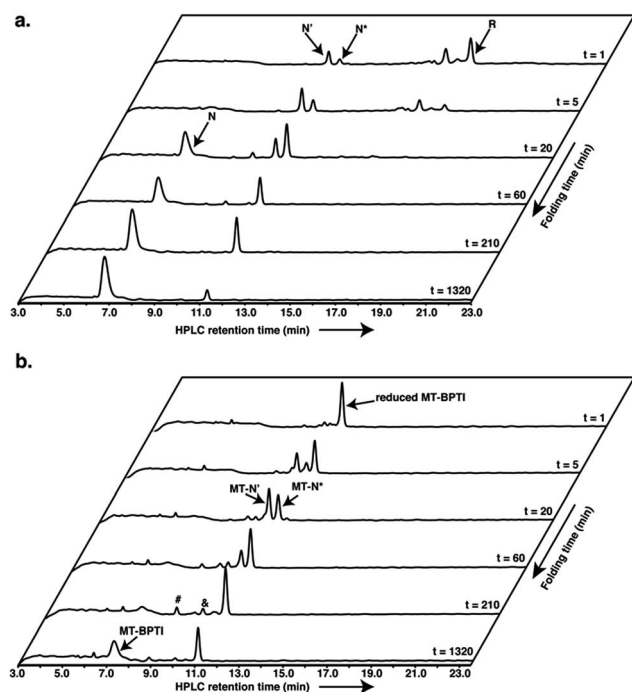 a.
N' N* R
t = 1
t = 5
N
t = 20
t = 60
t = 210
t = 1320
Folding time (min)
3.0 5.0 7.0 9.0 11.0 13.0 15.0 17.0 19.0 21.0 23.0
HPLC retention time (min)
b.
reduced MT-BPTI
t = 1
t = 5
MT-N' MT-N*
t = 20
t = 60
# &
t = 210
MT-BPTI
t = 1320
Folding time (min)
3.0 5.0 7.0 9.0 11.0 13.0 15.0 17.0 19.0 21.0 23.0
HPLC retention time (min)